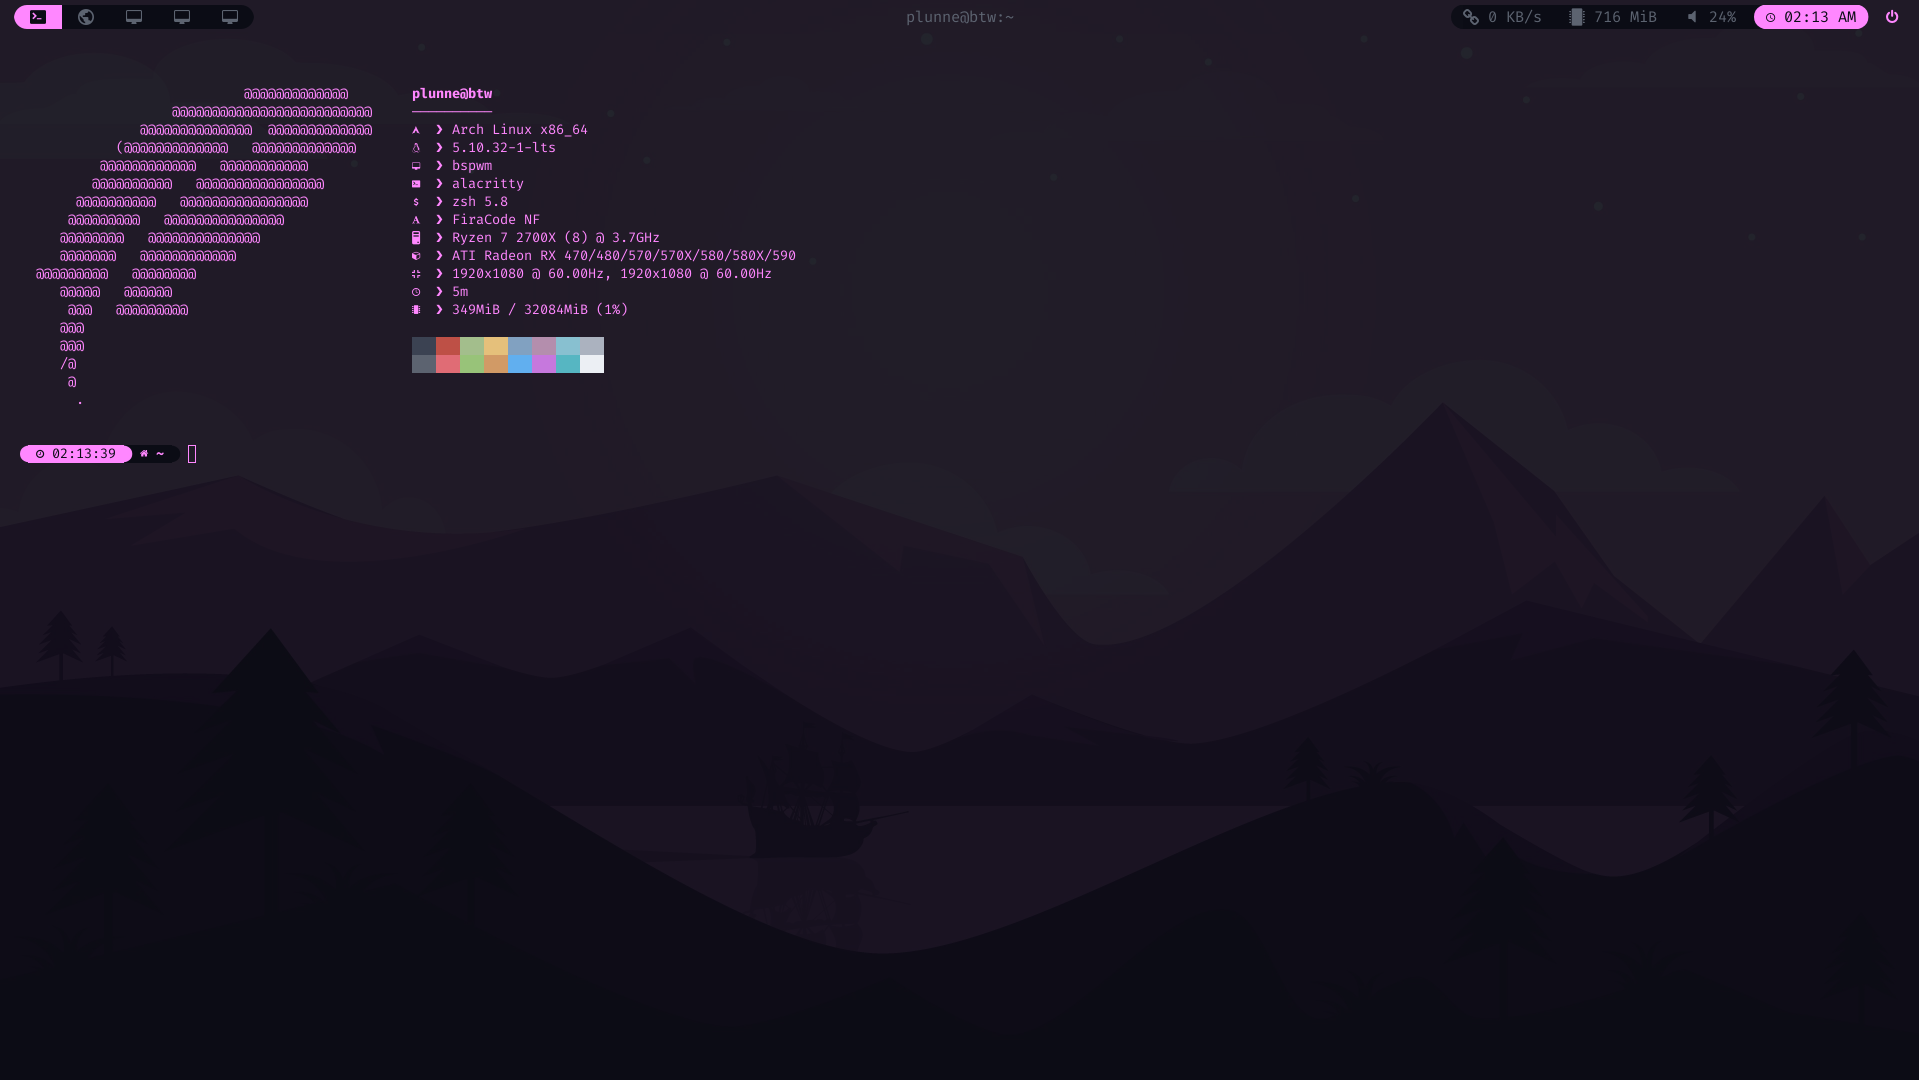 plunne@btw:~
0 KB/s 716 MiB 24% 02:13 AM
@@@@@@@@@@@@@
@@@@@@@@@@@@@@@@@@@@@@@@@
@@@@@@@@@@@@@@  @@@@@@@@@@@@@
(@@@@@@@@@@@@@   @@@@@@@@@@@@@
@@@@@@@@@@@@   @@@@@@@@@@@
@@@@@@@@@@   @@@@@@@@@@@@@@@@
@@@@@@@@@@   @@@@@@@@@@@@@@@@
@@@@@@@@@   @@@@@@@@@@@@@@@
@@@@@@@@   @@@@@@@@@@@@@@
@@@@@@@   @@@@@@@@@@@@
@@@@@@@@@   @@@@@@@@
@@@@@   @@@@@@
@@@   @@@@@@@@@
@@@
@@@
/@
@
.
plunne@btw
❯ Arch Linux x86_64
❯ 5.10.32-1-lts
❯ bspwm
❯ alacritty
$ ❯ zsh 5.8
❯ FiraCode NF
❯ Ryzen 7 2700X (8) @ 3.7GHz
❯ ATI Radeon RX 470/480/570/570X/580/580X/590
❯ 1920x1080 @ 60.00Hz, 1920x1080 @ 60.00Hz
❯ 5m
❯ 349MiB / 32084MiB (1%)
02:13:39 ~